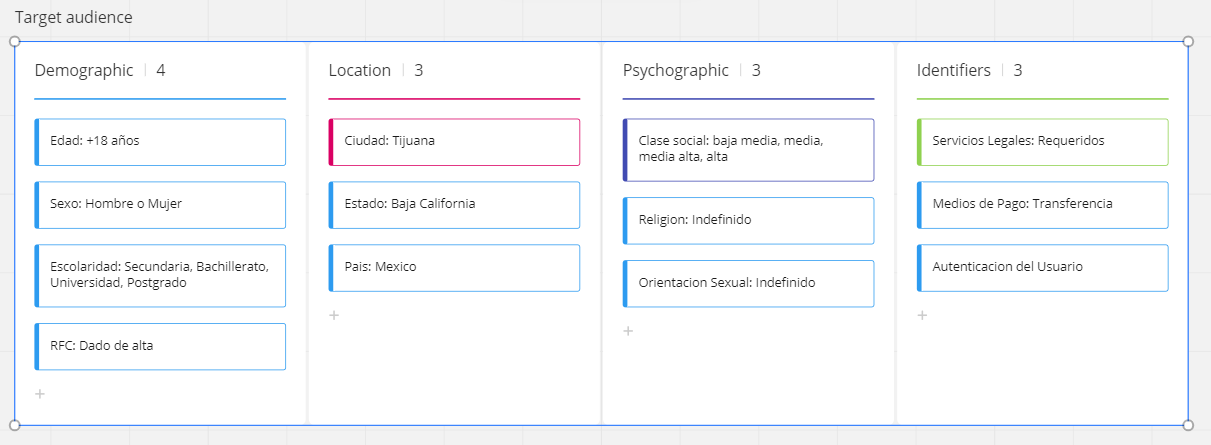 Target audience
Demographic 4
Edad: +18 años
Sexo: Hombre o Mujer
Escolaridad: Secundaria, Bachillerato,
Universidad, Postgrado
RFC: Dado de alta
Location 3
Ciudad: Tijuana
Estado: Baja California
Pais: Mexico
Psychographic 3
Clase social: baja media, media,
media alta, alta
Religion: Indefinido
Orientacion Sexual: Indefinido
Identifiers 3
Servicios Legales: Requeridos
Medios de Pago: Transferencia
Autenticacion del Usuario